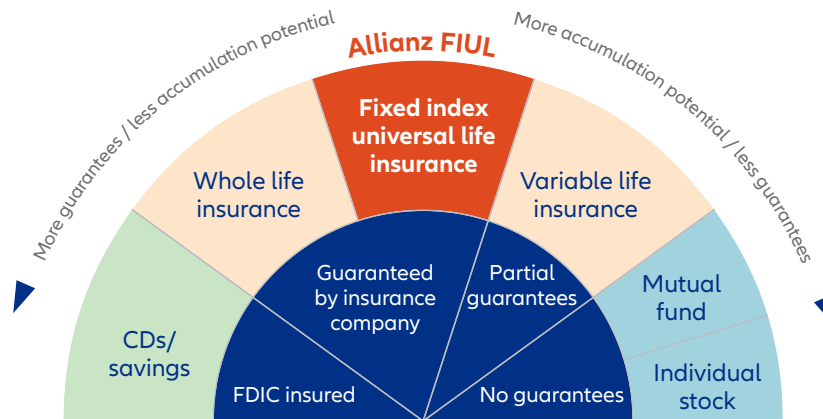 Allianz FIUL
More guarantees / less accumulation potential
More accumulation potential / less guarantees
Fixed index
universal life
insurance
Whole life
insurance
Variable life
insurance
CDs/
savings
Mutual
fund
Individual
stock
Guaranteed
by insurance
company
Partial
guarantees
FDIC insured
No guarantees